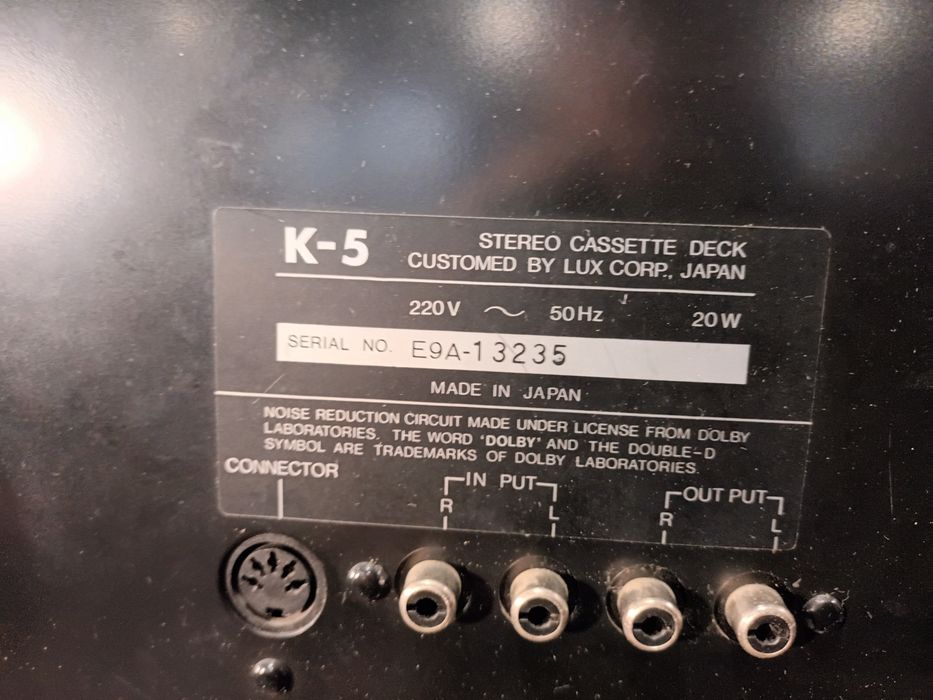 K-5
STEREO CASSETTE DECK
CUSTOMED BY LUX CORP., JAPAN
220V ~ 50Hz 20W
SERIAL NO. E9A-13235
MADE IN JAPAN
NOISE REDUCTION CIRCUIT MADE UNDER LICENSE FROM DOLBY
LABORATORIES. THE WORD 'DOLBY' AND THE DOUBLE-D
SYMBOL ARE TRADEMARKS OF DOLBY LABORATORIES.
CONNECTOR
IN PUT
R L
OUT PUT
R L